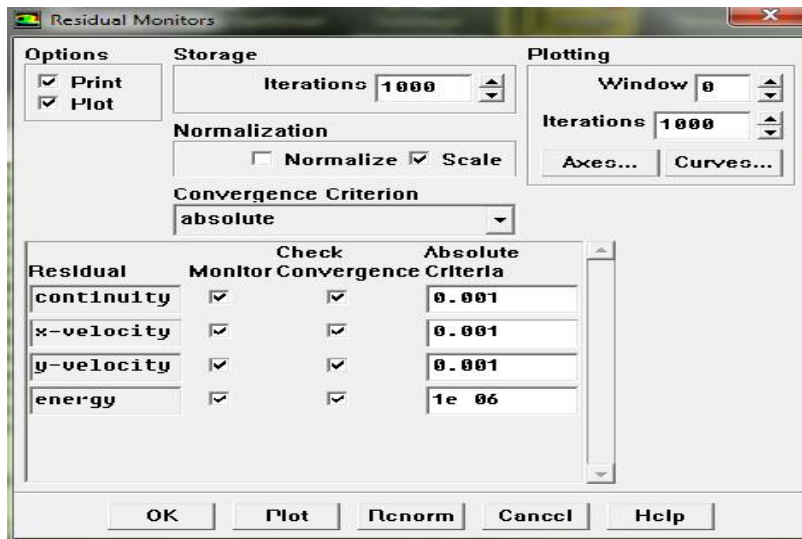 Residual Monitors
Options
Print
Plot
Storage
Iterations 1000
Normalization
Normalize Scale
Convergence Criterion
absolute
Plotting
Window 0
Iterations 1000
Axes... Curves...
Residual Monitor Check Convergence Absolute Criteria
continuity 0.001
x-velocity 0.001
y-velocity 0.001
energy 1e 06
OK Plot Renorm Cancel Help